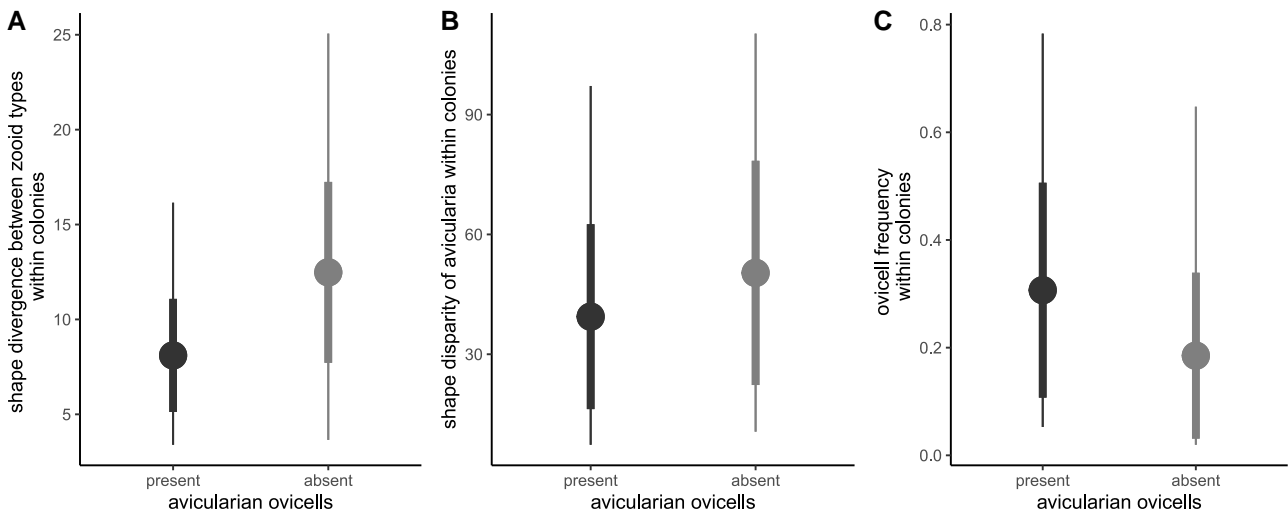 A
shape divergence between zooid types
within colonies
25
20
15
10
5
present
absent
avicularian ovicells
B
shape disparity of avicularia within colonies
90
60
30
present
absent
avicularian ovicells
C
ovicell frequency
within colonies
0.8
0.6
0.4
0.2
0.0
present
absent
avicularian ovicells